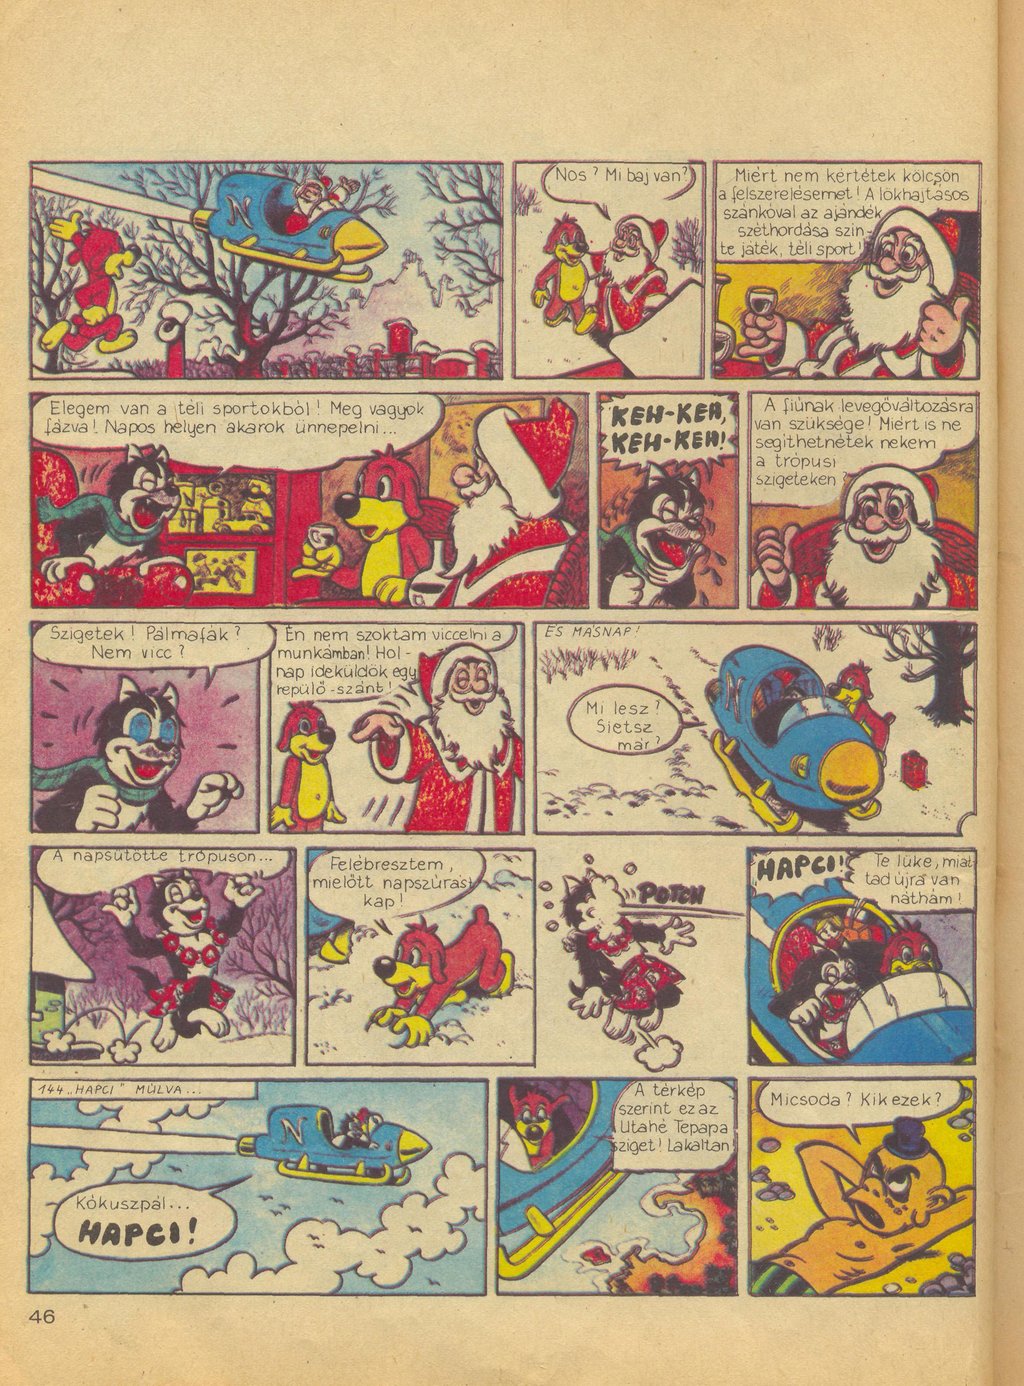 N
Nos? Mi baj van?
Miért nem kértétek kölcsön
a felszerelésemet! A lökhajtásos
szánkóval az ajándék
széthordása szin-
te játék, téli sport!
Elegem van a téli sportokból! Meg vagyok
fázva! Napos helyen akarok ünnepelni...
KEH-KEH,
KEH-KEH!
A fiúnak levegőváltozásra
van szüksége! Miért is ne
segíthetnétek nekem
a trópusi
szigeteken?
Szigetek! Pálmafák?
Nem vicc?
Én nem szoktam viccelni a
munkámban! Hol-
nap ideküldök egy
repülő-szánt!
ÉS MÁSNAP!
Mi lesz?
Sietsz
már?
N
A napsütötte trópuson...
Felébresztem,
mielőtt napszúrást
kap!
POTCH
HAPCI!
Te lüke, miat
tad újra van
náthám!
144 „HAPCI" MÚLVA...
N
Kókuszpál...
HAPCI!
A térkép
szerint ez az
Utahé Tepapa
sziget! Lakatlan
Micsoda? Kik ezek?
46